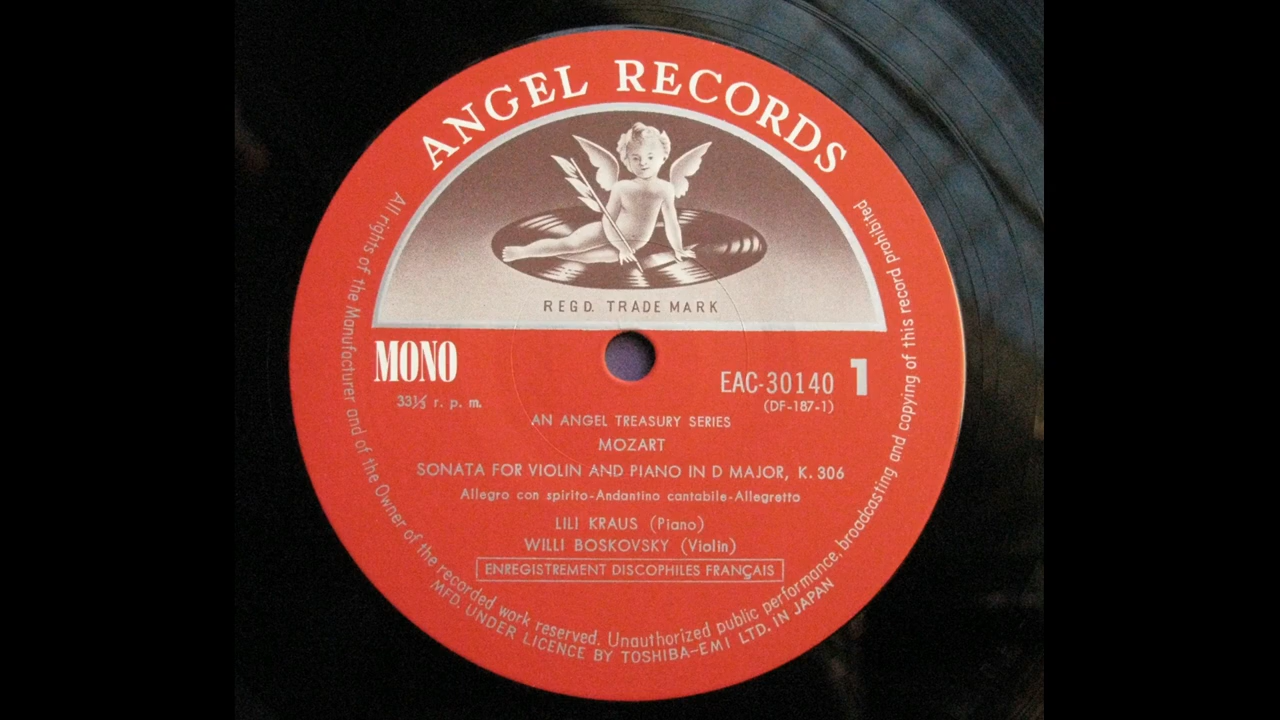 ANGEL RECORDS
REGD. TRADE MARK
MONO
33⅓ r. p. m.
EAC-30140 1
(DF-187-1)
AN ANGEL TREASURY SERIES
MOZART
SONATA FOR VIOLIN AND PIANO IN D MAJOR, K. 306
Allegro con spirito-Andantino cantabile-Allegretto
LILI KRAUS (Piano)
WILLI BOSKOVSKY (Violin)
ENREGISTREMENT DISCOPHILES FRANÇAIS
All rights of the Manufacturer and of the Owner of the recorded work reserved. Unauthorized public performance, broadcasting and copying of this record prohibited
MFD. UNDER LICENCE BY TOSHIBA-EMI LTD. IN JAPAN